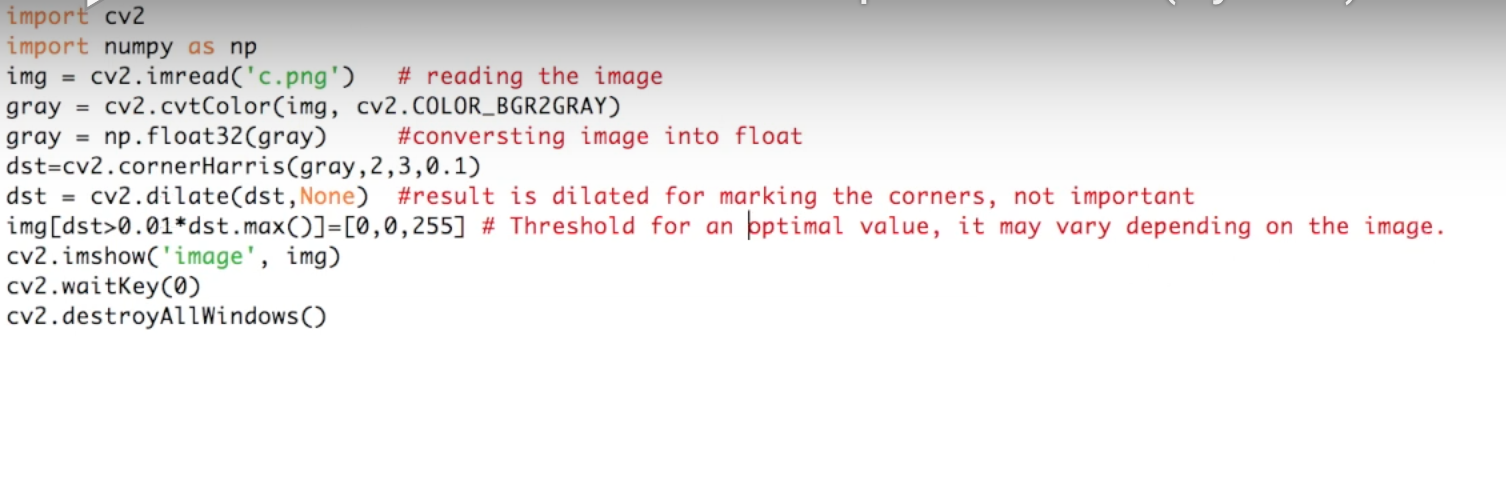 import cv2
import numpy as np
img = cv2.imread('c.png')   # reading the image
gray = cv2.cvtColor(img, cv2.COLOR_BGR2GRAY)
gray = np.float32(gray)     #conversting image into float
dst=cv2.cornerHarris(gray,2,3,0.1)
dst = cv2.dilate(dst,None)  #result is dilated for marking the corners, not important
img[dst>0.01*dst.max()]=[0,0,255] # Threshold for an optimal value, it may vary depending on the image.
cv2.imshow('image', img)
cv2.waitKey(0)
cv2.destroyAllWindows()